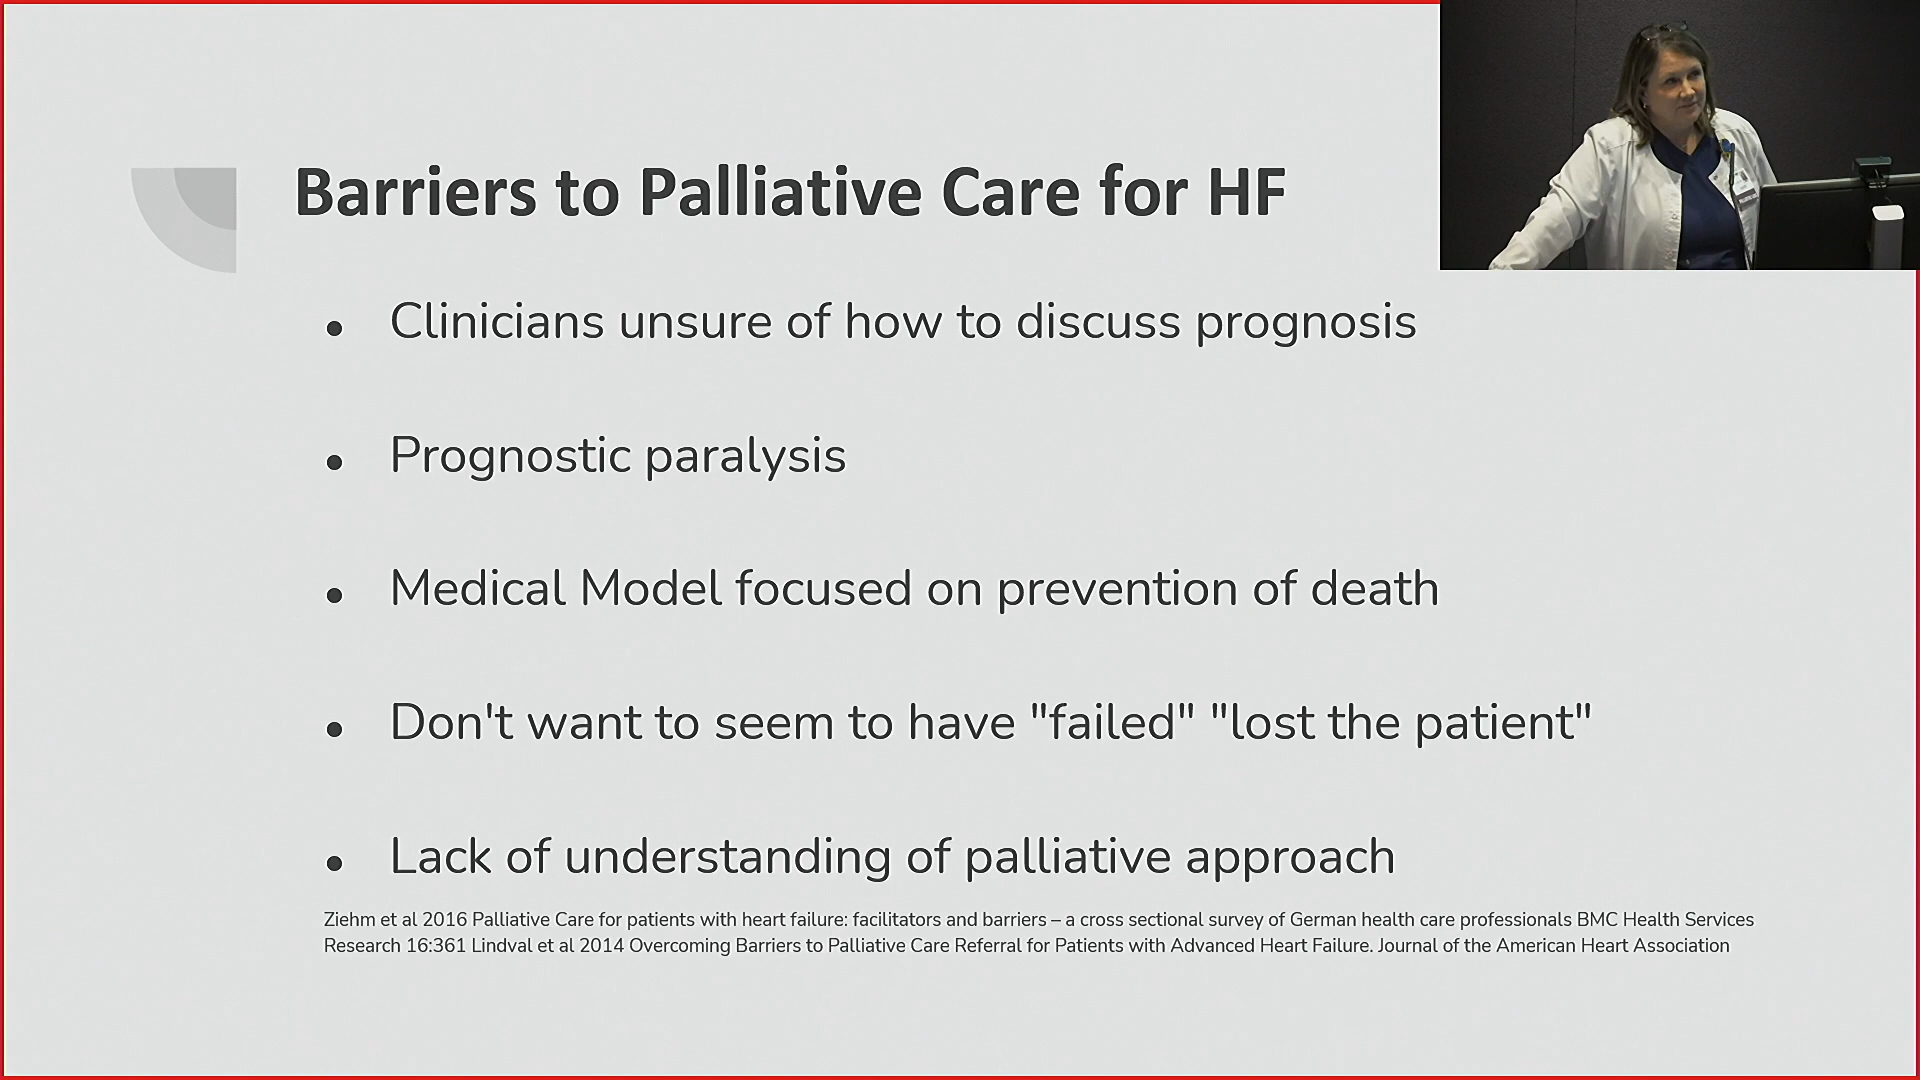 Barriers to Palliative Care for HF
• Clinicians unsure of how to discuss prognosis
• Prognostic paralysis
• Medical Model focused on prevention of death
• Don't want to seem to have "failed" "lost the patient"
• Lack of understanding of palliative approach
Ziehm et al 2016 Palliative Care for patients with heart failure: facilitators and barriers – a cross sectional survey of German health care professionals BMC Health Services
Research 16:361 Lindval et al 2014 Overcoming Barriers to Palliative Care Referral for Patients with Advanced Heart Failure. Journal of the American Heart Association